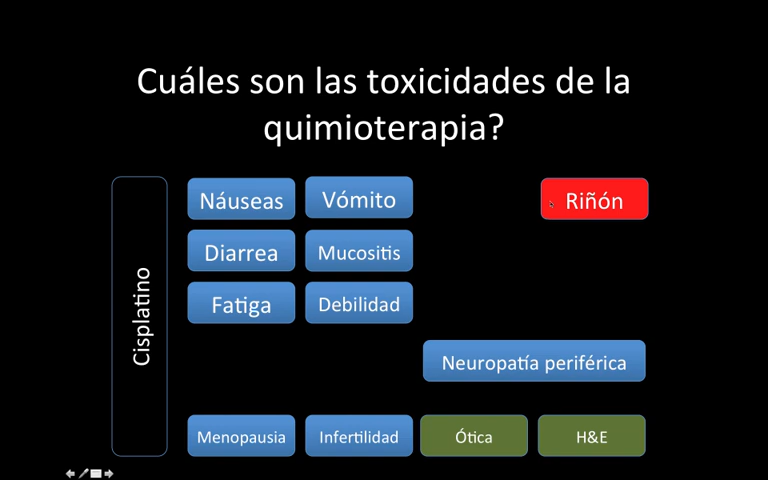 Cuáles son las toxicidades de la
quimioterapia?
Cisplatino
Náuseas
Vómito
Riñón
Diarrea
Mucositis
Fatiga
Debilidad
Neuropatía periférica
Menopausia
Infertilidad
Ótica
H&E